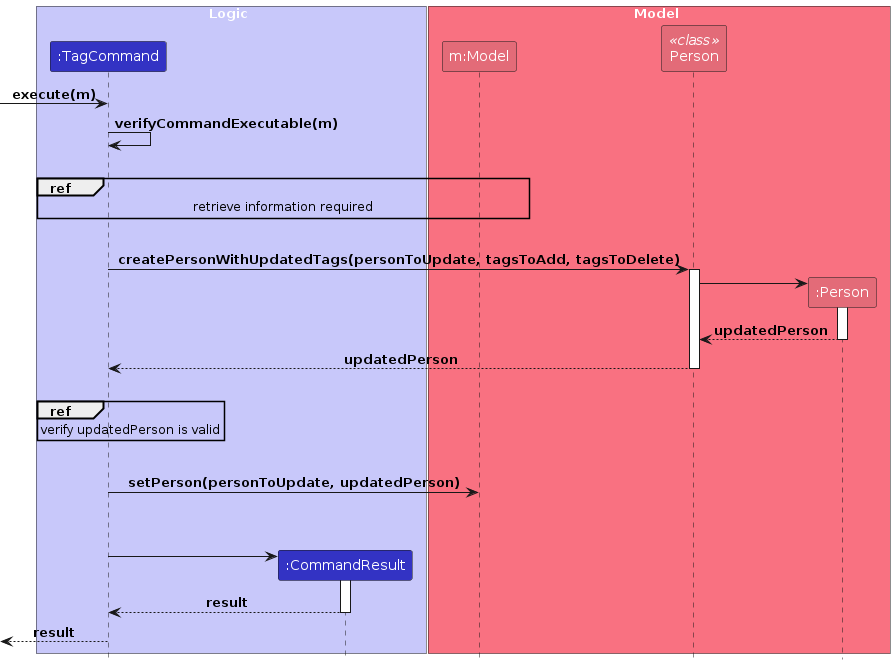 Logic
Model
«class»
:TagCommand
m:Model
Person
execute(m)
verifyCommandExecutable(m)
ref
retrieve information required
createPersonWithUpdatedTags(personToUpdate, tagsToAdd, tagsToDelete)
:Person
updatedPerson
updatedPerson
ref
verify updatedPerson is valid
setPerson(personToUpdate, updatedPerson)
:CommandResult
result
result